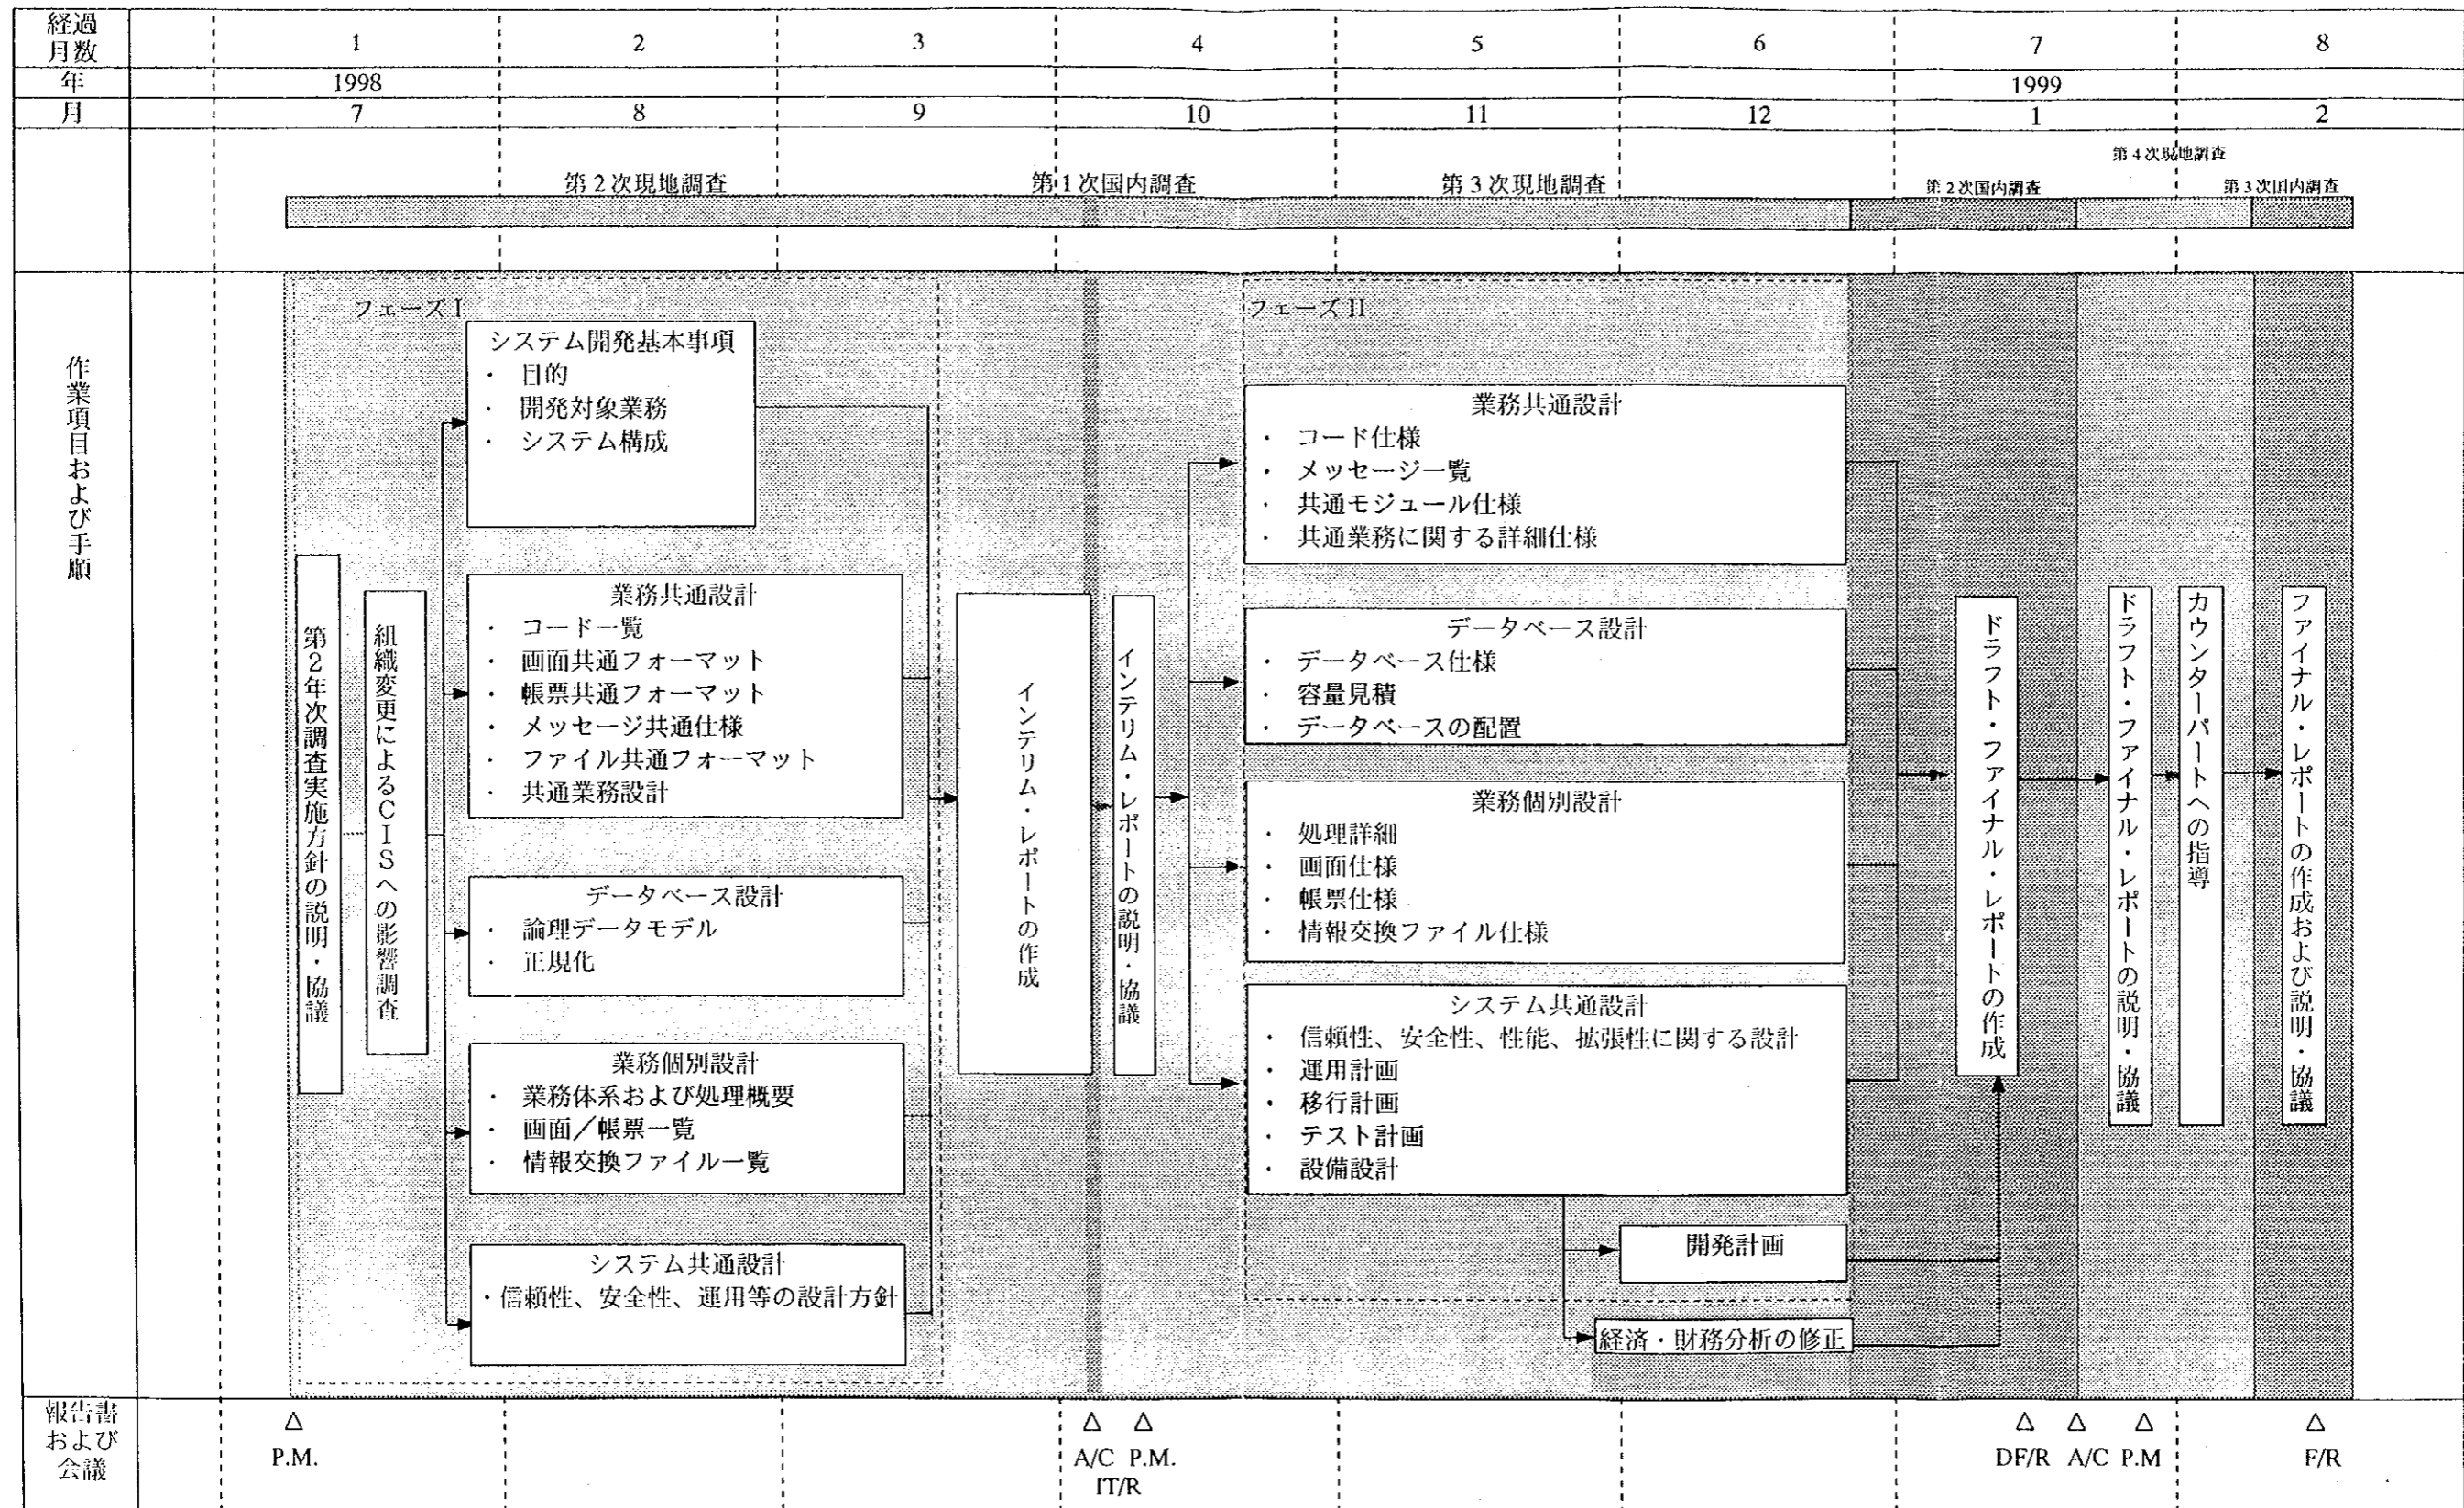 経過
月数
1 2 3 4 5 6 7 8
年
1998 1999
月
7 8 9 10 11 12 1 2
第4次現地調査
第2次現地調査 第1次国内調査 第3次現地調査 第2次国内調査 第3次国内調査
作業項目および手順
フェーズ I
第2年次調査実施方針の説明・協議
組織変更によるCISへの影響調査
システム開発基本事項
・ 目的
・ 開発対象業務
・ システム構成
業務共通設計
・ コード一覧
・ 画面共通フォーマット
・ 帳票共通フォーマット
・ メッセージ共通仕様
・ ファイル共通フォーマット
・ 共通業務設計
データベース設計
・ 論理データモデル
・ 正規化
業務個別設計
・ 業務体系および処理概要
・ 画面／帳票一覧
・ 情報交換ファイル一覧
システム共通設計
・信頼性、安全性、運用等の設計方針
インテリム・レポートの作成
インテリム・レポートの説明・協議
フェーズ II
業務共通設計
・ コード仕様
・ メッセージ一覧
・ 共通モジュール仕様
・ 共通業務に関する詳細仕様
データベース設計
・ データベース仕様
・ 容量見積
・ データベースの配置
業務個別設計
・ 処理詳細
・ 画面仕様
・ 帳票仕様
・ 情報交換ファイル仕様
システム共通設計
・ 信頼性、安全性、性能、拡張性に関する設計
・ 運用計画
・ 移行計画
・ テスト計画
・ 設備設計
開発計画
経済・財務分析の修正
ドラフト・ファイナル・レポートの作成
ドラフト・ファイナル・レポートの説明・協議
カウンターパートへの指導
ファイナル・レポートの作成および説明・協議
報告書
および
会議
△ △ △ △ △ △ △
P.M. A/C P.M. DF/R A/C P.M F/R
IT/R